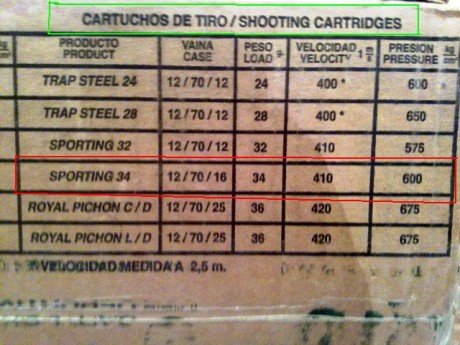 CARTUCHOS DE TIRO / SHOOTING CARTRIDGES
PRODUCTO PRODUCT VAINA CASE PESO LOAD g. VELOCIDAD VELOCITY 1 m/s PRESION PRESSURE kg/cm²
TRAP STEEL 24 12 / 70 / 12 24 400 * 600
TRAP STEEL 28 12 / 70 / 12 28 400 * 650
SPORTING 32 12 / 70 / 12 32 410 575
SPORTING 34 12 / 70 / 16 34 410 600
ROYAL PICHON C / D 12 / 70 / 25 36 420 675
ROYAL PICHON L / D 12 / 70 / 25 36 420 675
VELOCIDAD MEDIDA A 2,5 m.